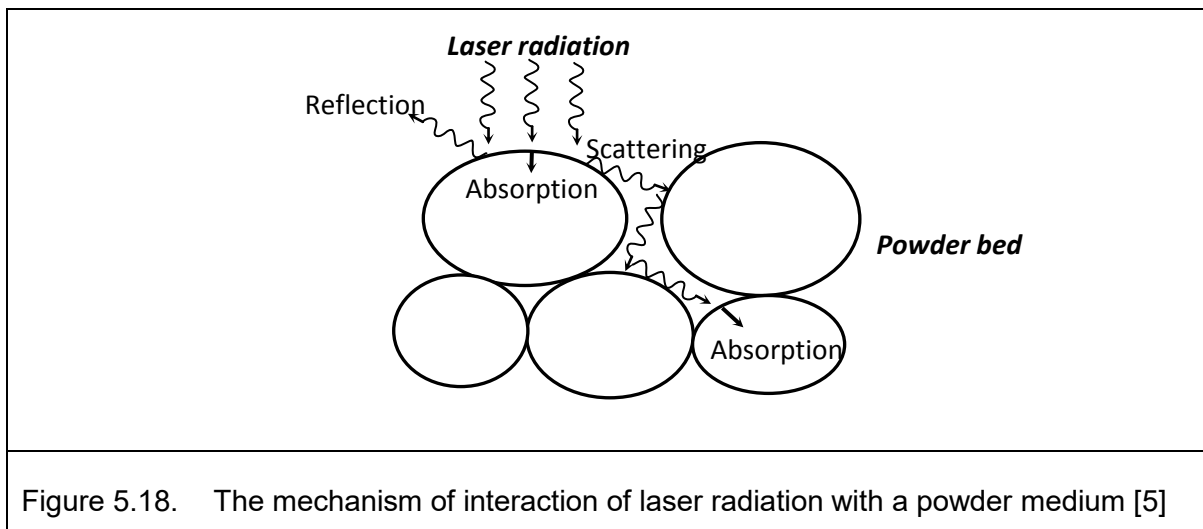 Laser radiation
Reflection
Scattering
Absorption
Powder bed
Absorption
Figure 5.18. The mechanism of interaction of laser radiation with a powder medium [5]